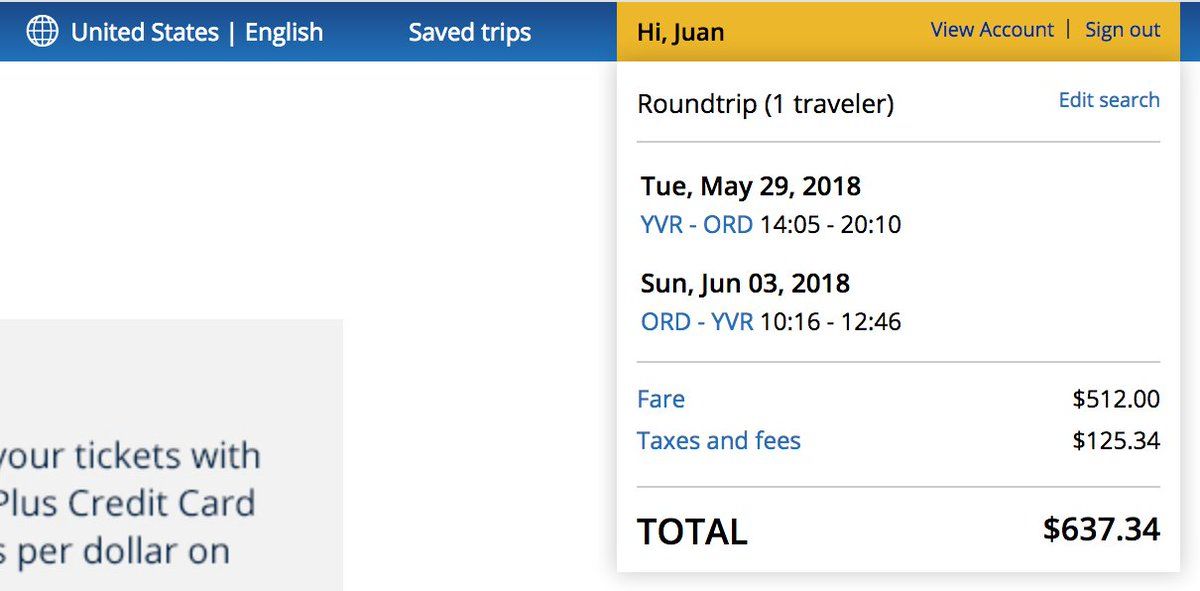 United States | English
Saved trips
Hi, Juan
View Account | Sign out
Roundtrip (1 traveler)
Edit search
Tue, May 29, 2018
YVR - ORD 14:05 - 20:10
Sun, Jun 03, 2018
ORD - YVR 10:16 - 12:46
Fare $512.00
Taxes and fees $125.34
TOTAL $637.34
your tickets with
Plus Credit Card
s per dollar on